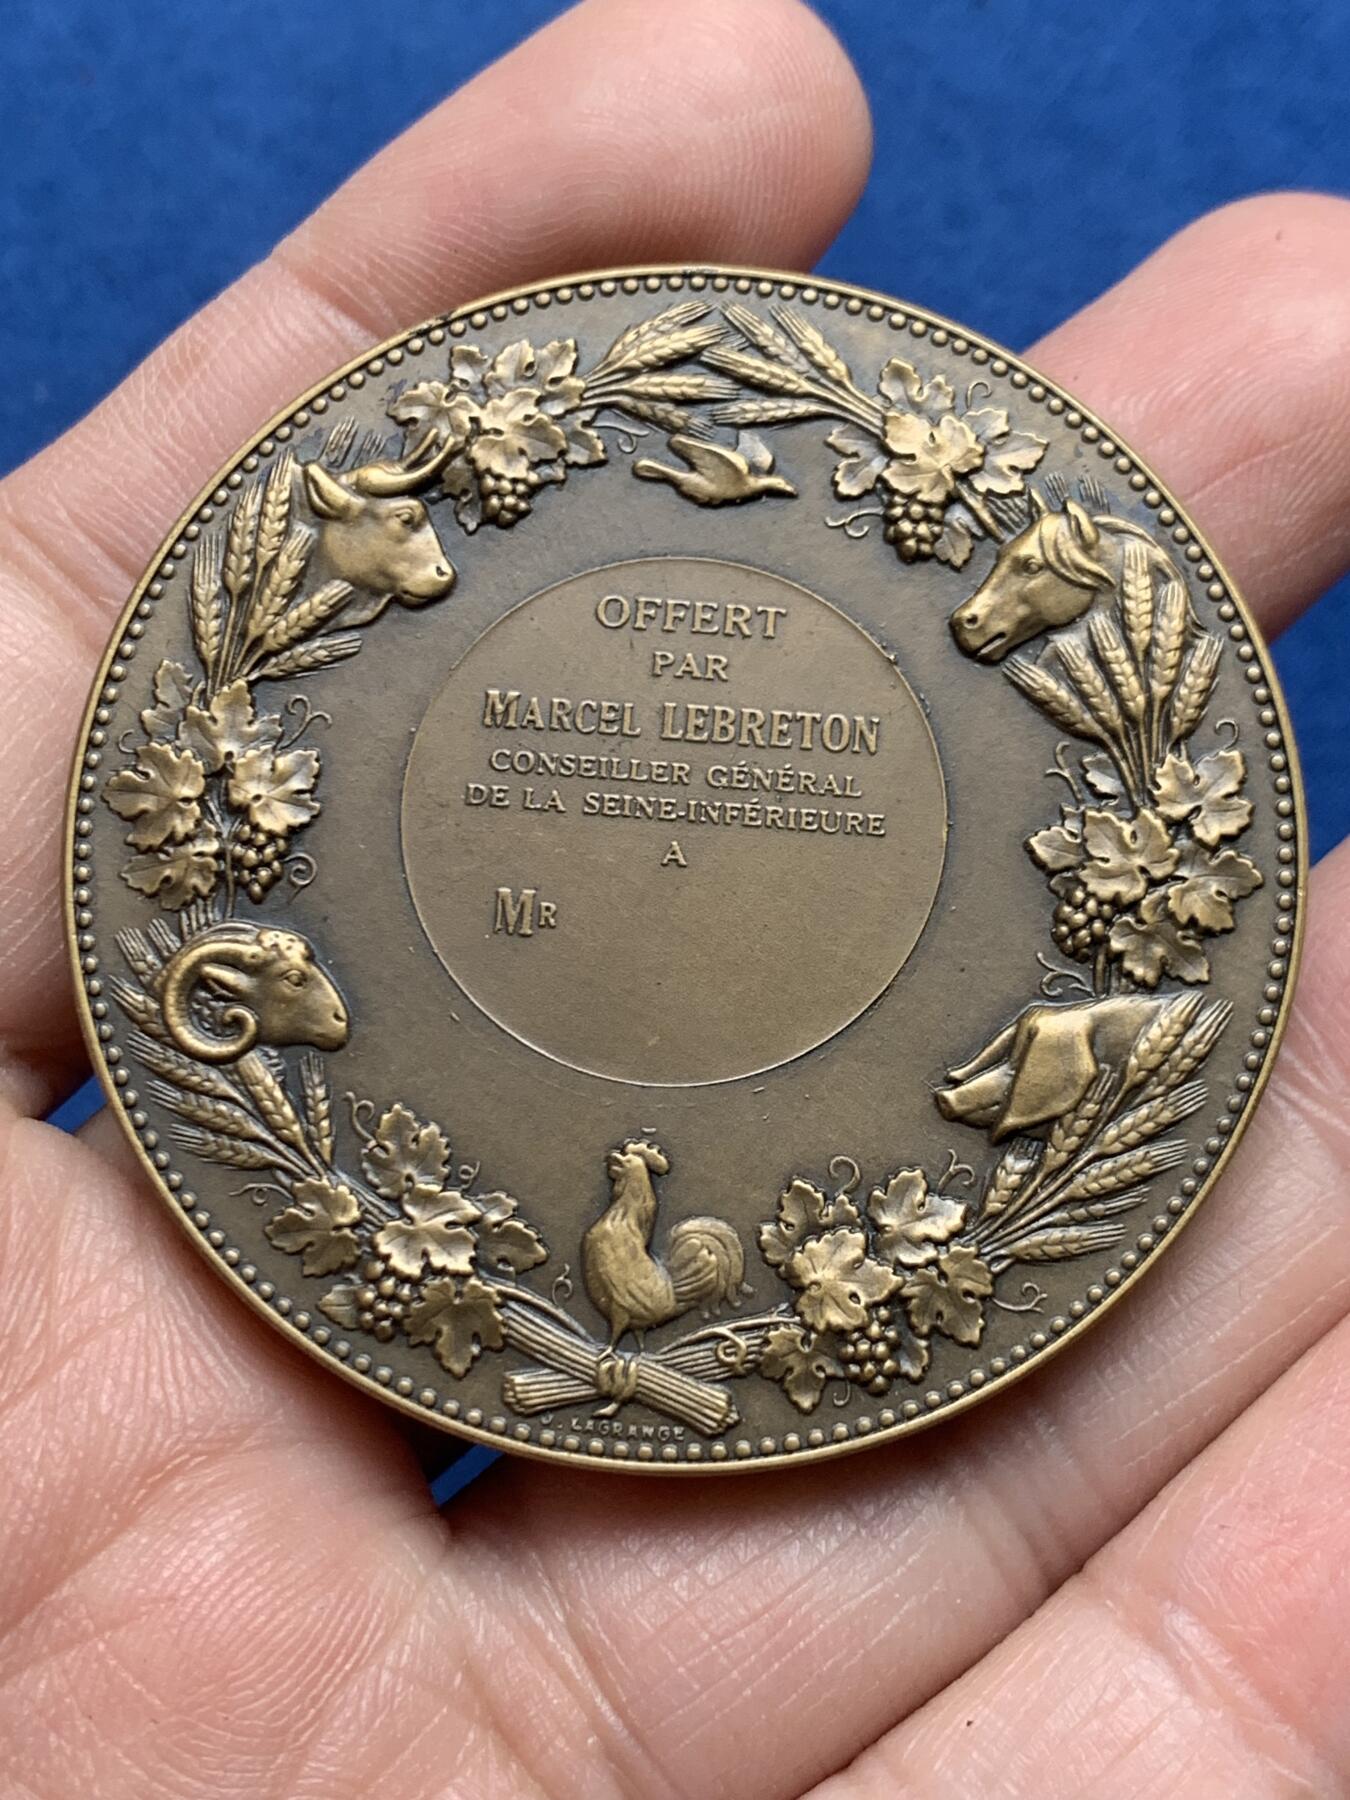 OFFERT
PAR
MARCEL LEBRETON
CONSEILLER GÉNÉRAL
DE LA SEINE-INFÉRIEURE
A
MR
J. LAGRANGE